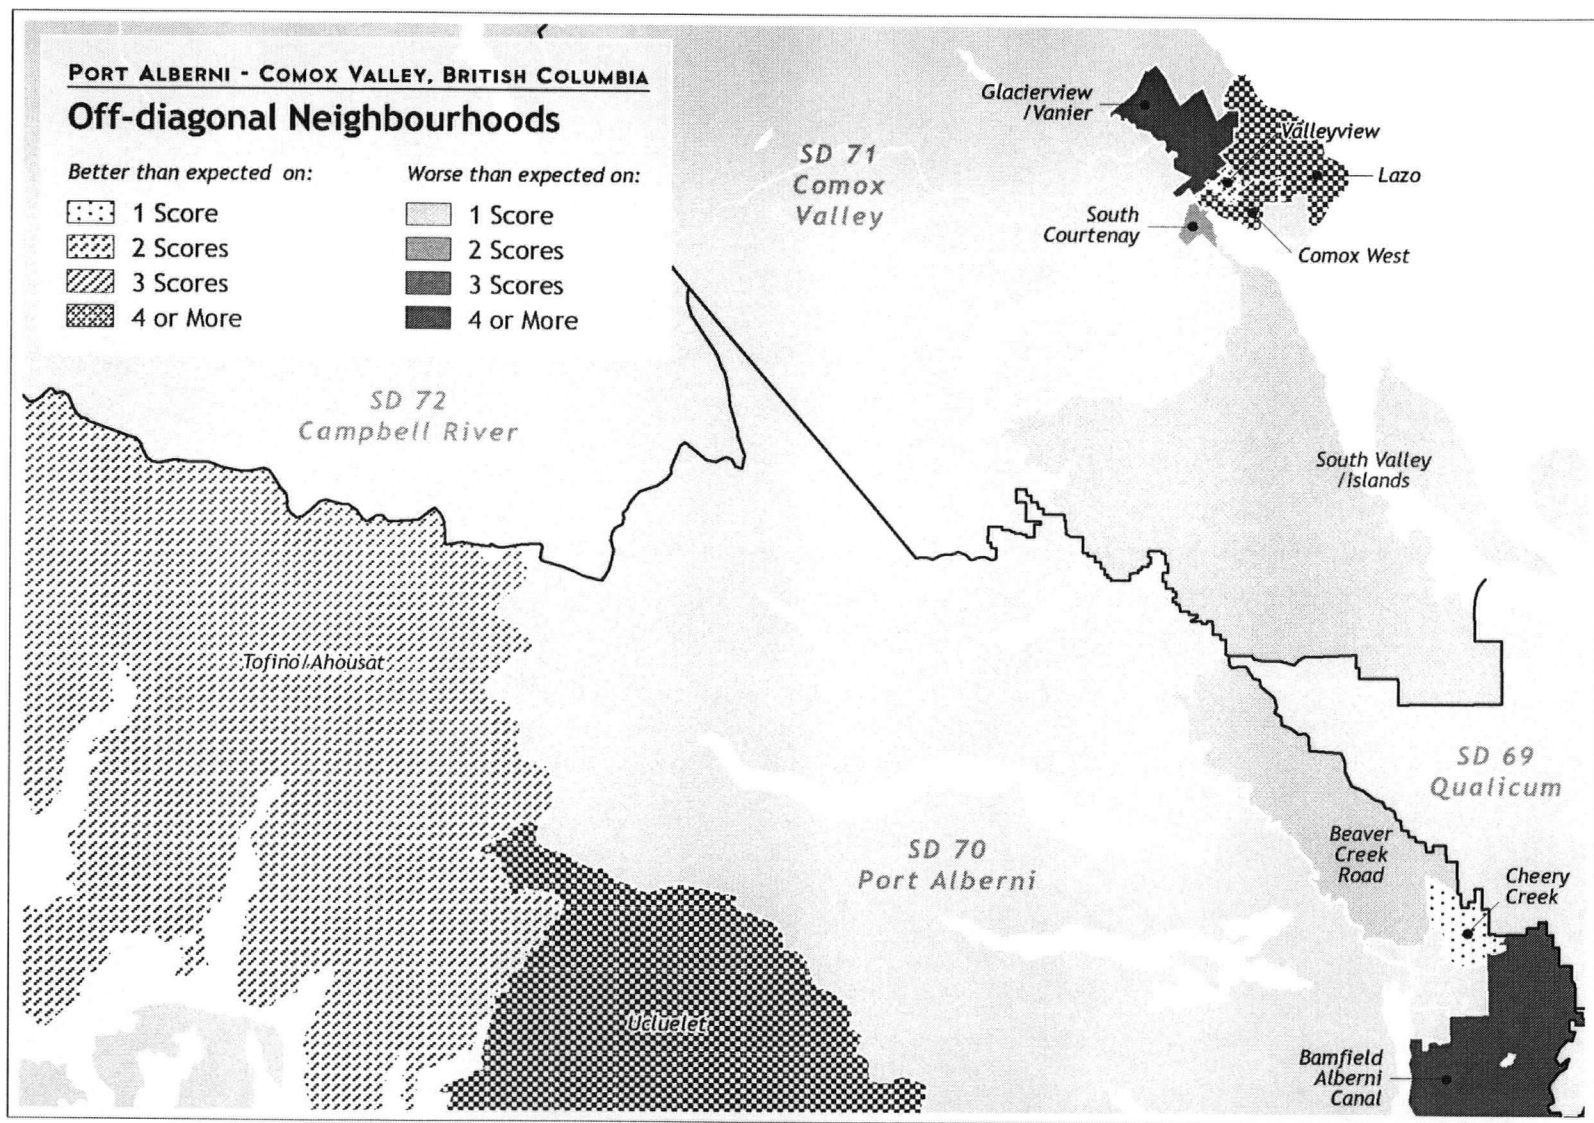 PORT ALBERNI - COMOX VALLEY, BRITISH COLUMBIA
Off-diagonal Neighbourhoods
Better than expected on:
1 Score
2 Scores
3 Scores
4 or More
Worse than expected on:
1 Score
2 Scores
3 Scores
4 or More
Glacierview
/Vanier
Valleyview
Lazo
SD 71
Comox
Valley
South
Courtenay
Comox West
SD 72
Campbell River
South Valley
/Islands
Tofino/Ahousat
SD 69
Qualicum
Beaver
Creek
Road
SD 70
Port Alberni
Cheery
Creek
Ucluelet
Bamfield
Alberni
Canal